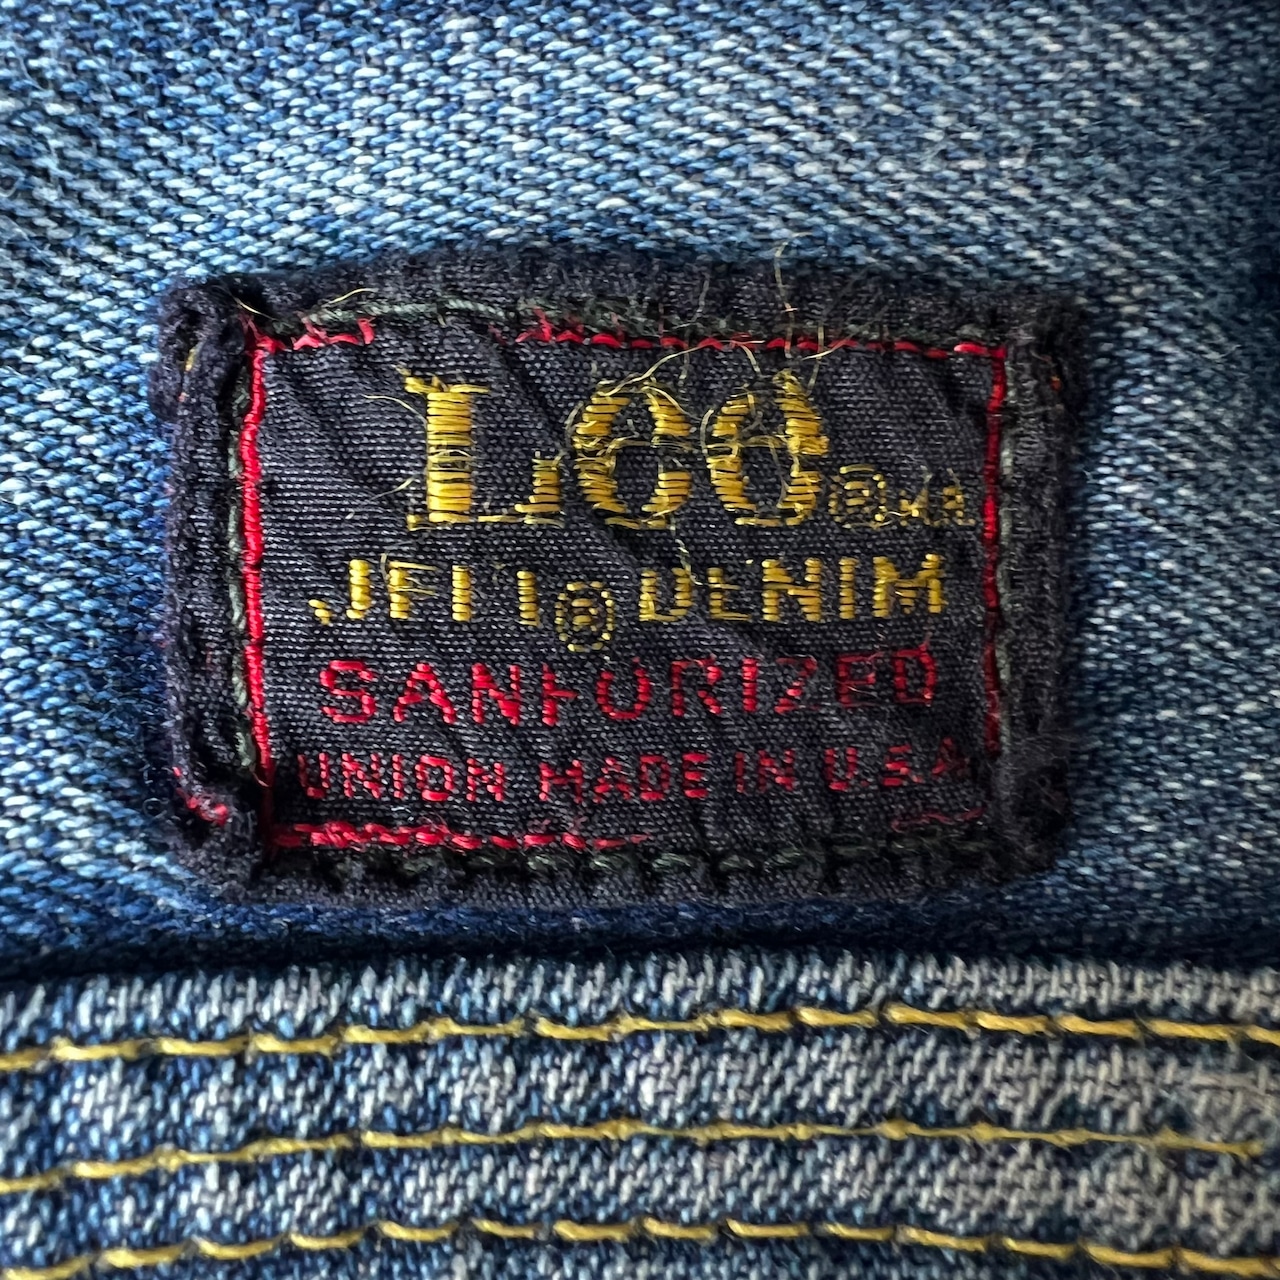 Lee® M.R.
JELT® DENIM
SANFORIZED
UNION MADE IN U.S.A.